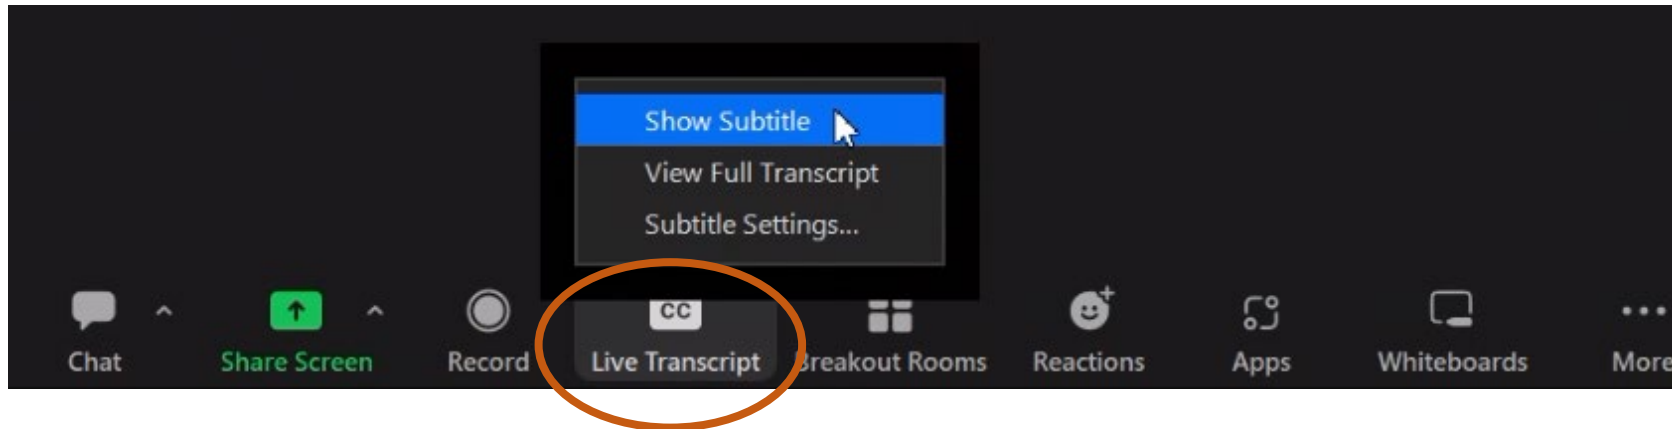 Show Subtitle
View Full Transcript
Subtitle Settings...
CC
Chat
Share Screen
Record
Live Transcript
Breakout Rooms
Reactions
Apps
Whiteboards
More